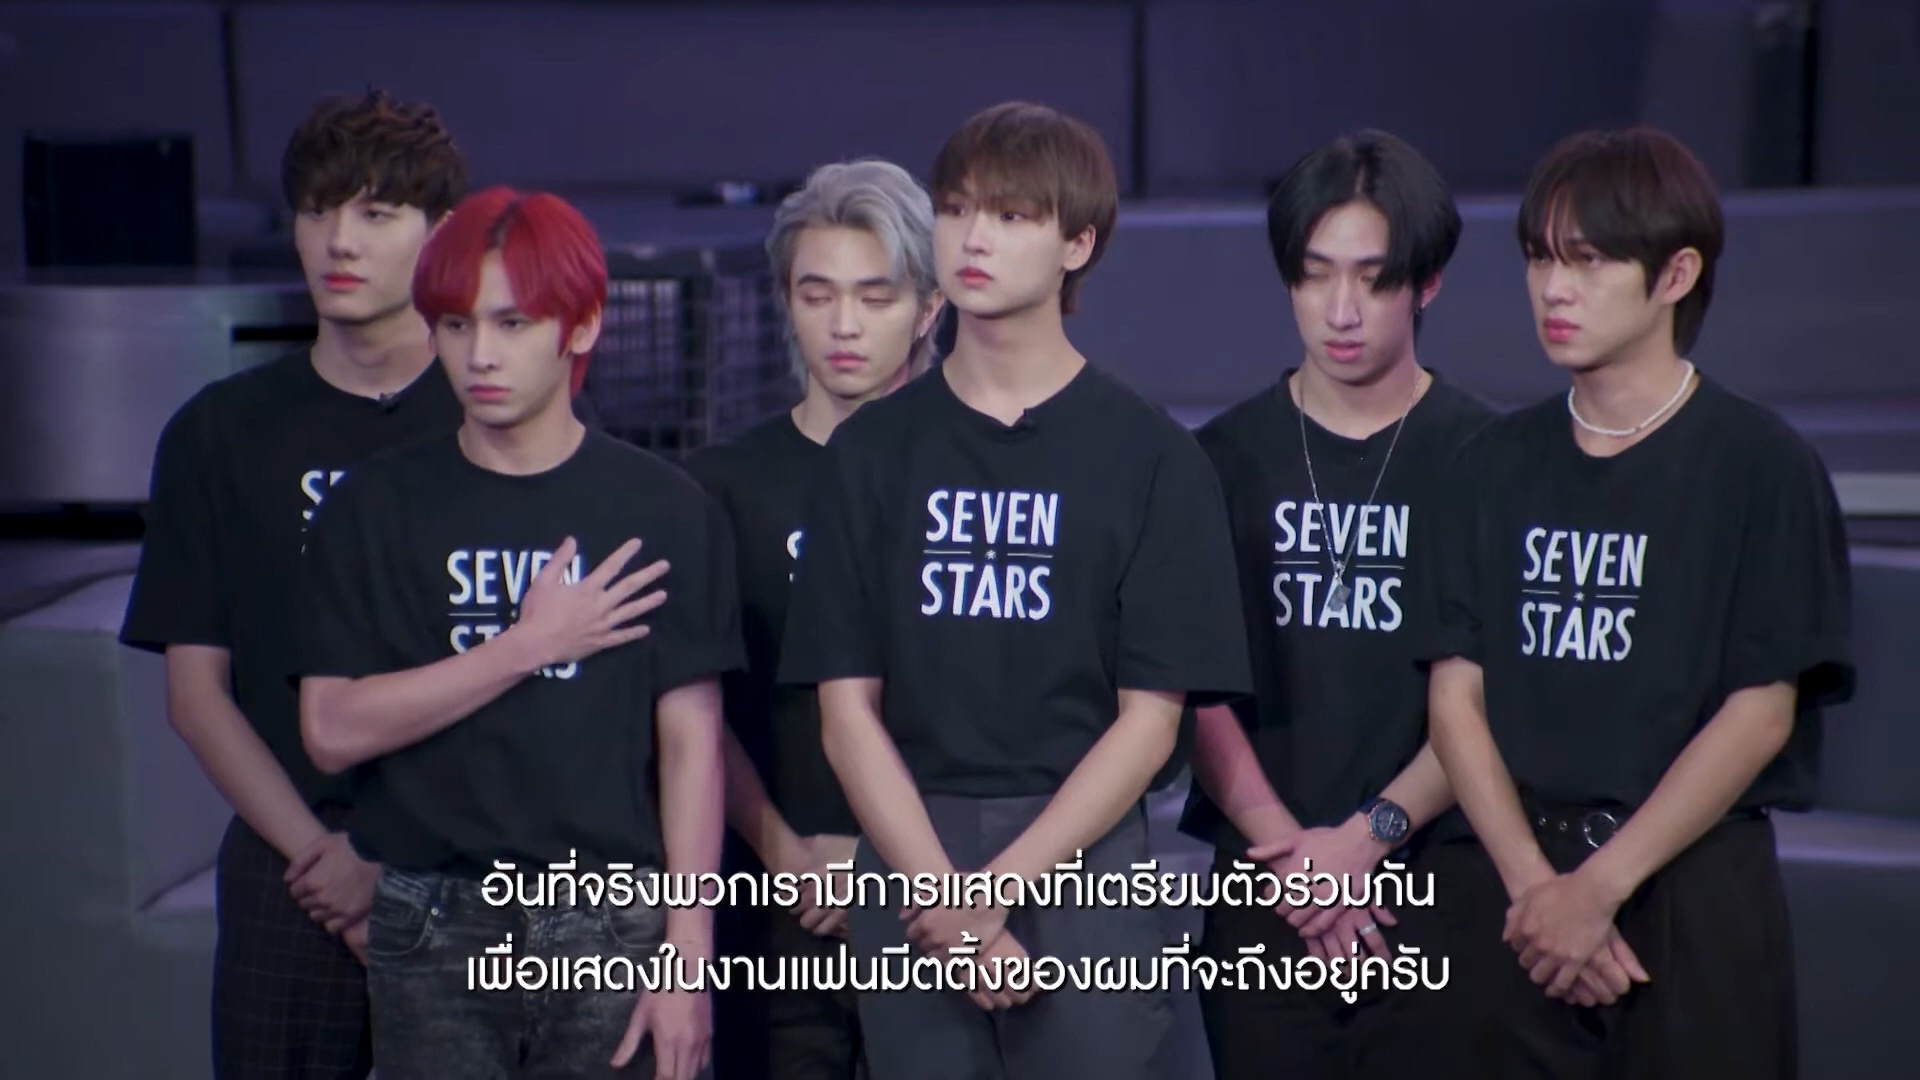 SE
SEVEN
ST RS
S
SEVEN
STARS
SEVEN
STARS
SEVEN
STARS
อันที่จริงพวกเรามีการแสดงที่เตรียมตัวร่วมกัน
เพื่อแสดงในงานแฟนมีตติ้งของผมที่จะถึงอยู่ครับ